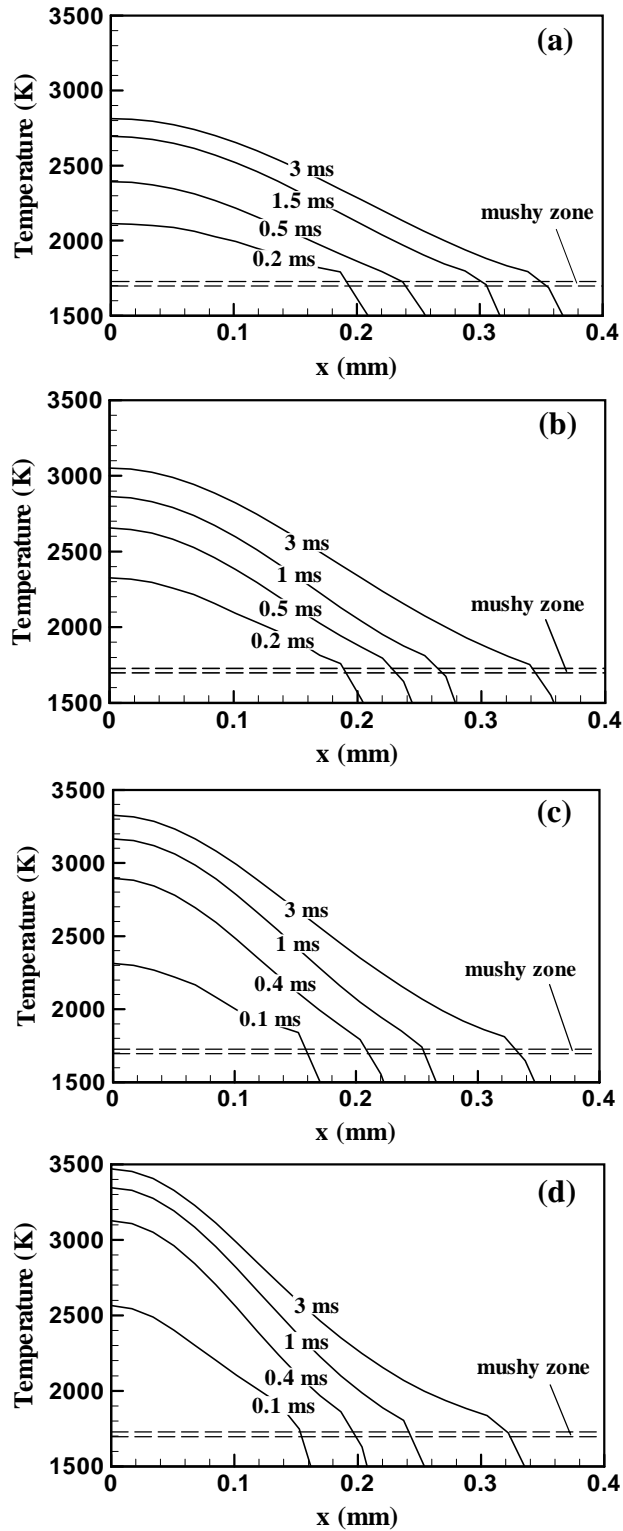 (a)
3500
3000
2500
2000
1500
Temperature (K)
3 ms
1.5 ms
0.5 ms
0.2 ms
mushy zone
0
0.1
0.2
0.3
0.4
x (mm)
(b)
3500
3000
2500
2000
1500
Temperature (K)
3 ms
1 ms
0.5 ms
0.2 ms
mushy zone
0
0.1
0.2
0.3
0.4
x (mm)
(c)
3500
3000
2500
2000
1500
Temperature (K)
3 ms
1 ms
0.4 ms
0.1 ms
mushy zone
0
0.1
0.2
0.3
0.4
x (mm)
(d)
3500
3000
2500
2000
1500
Temperature (K)
3 ms
1 ms
0.4 ms
0.1 ms
mushy zone
0
0.1
0.2
0.3
0.4
x (mm)